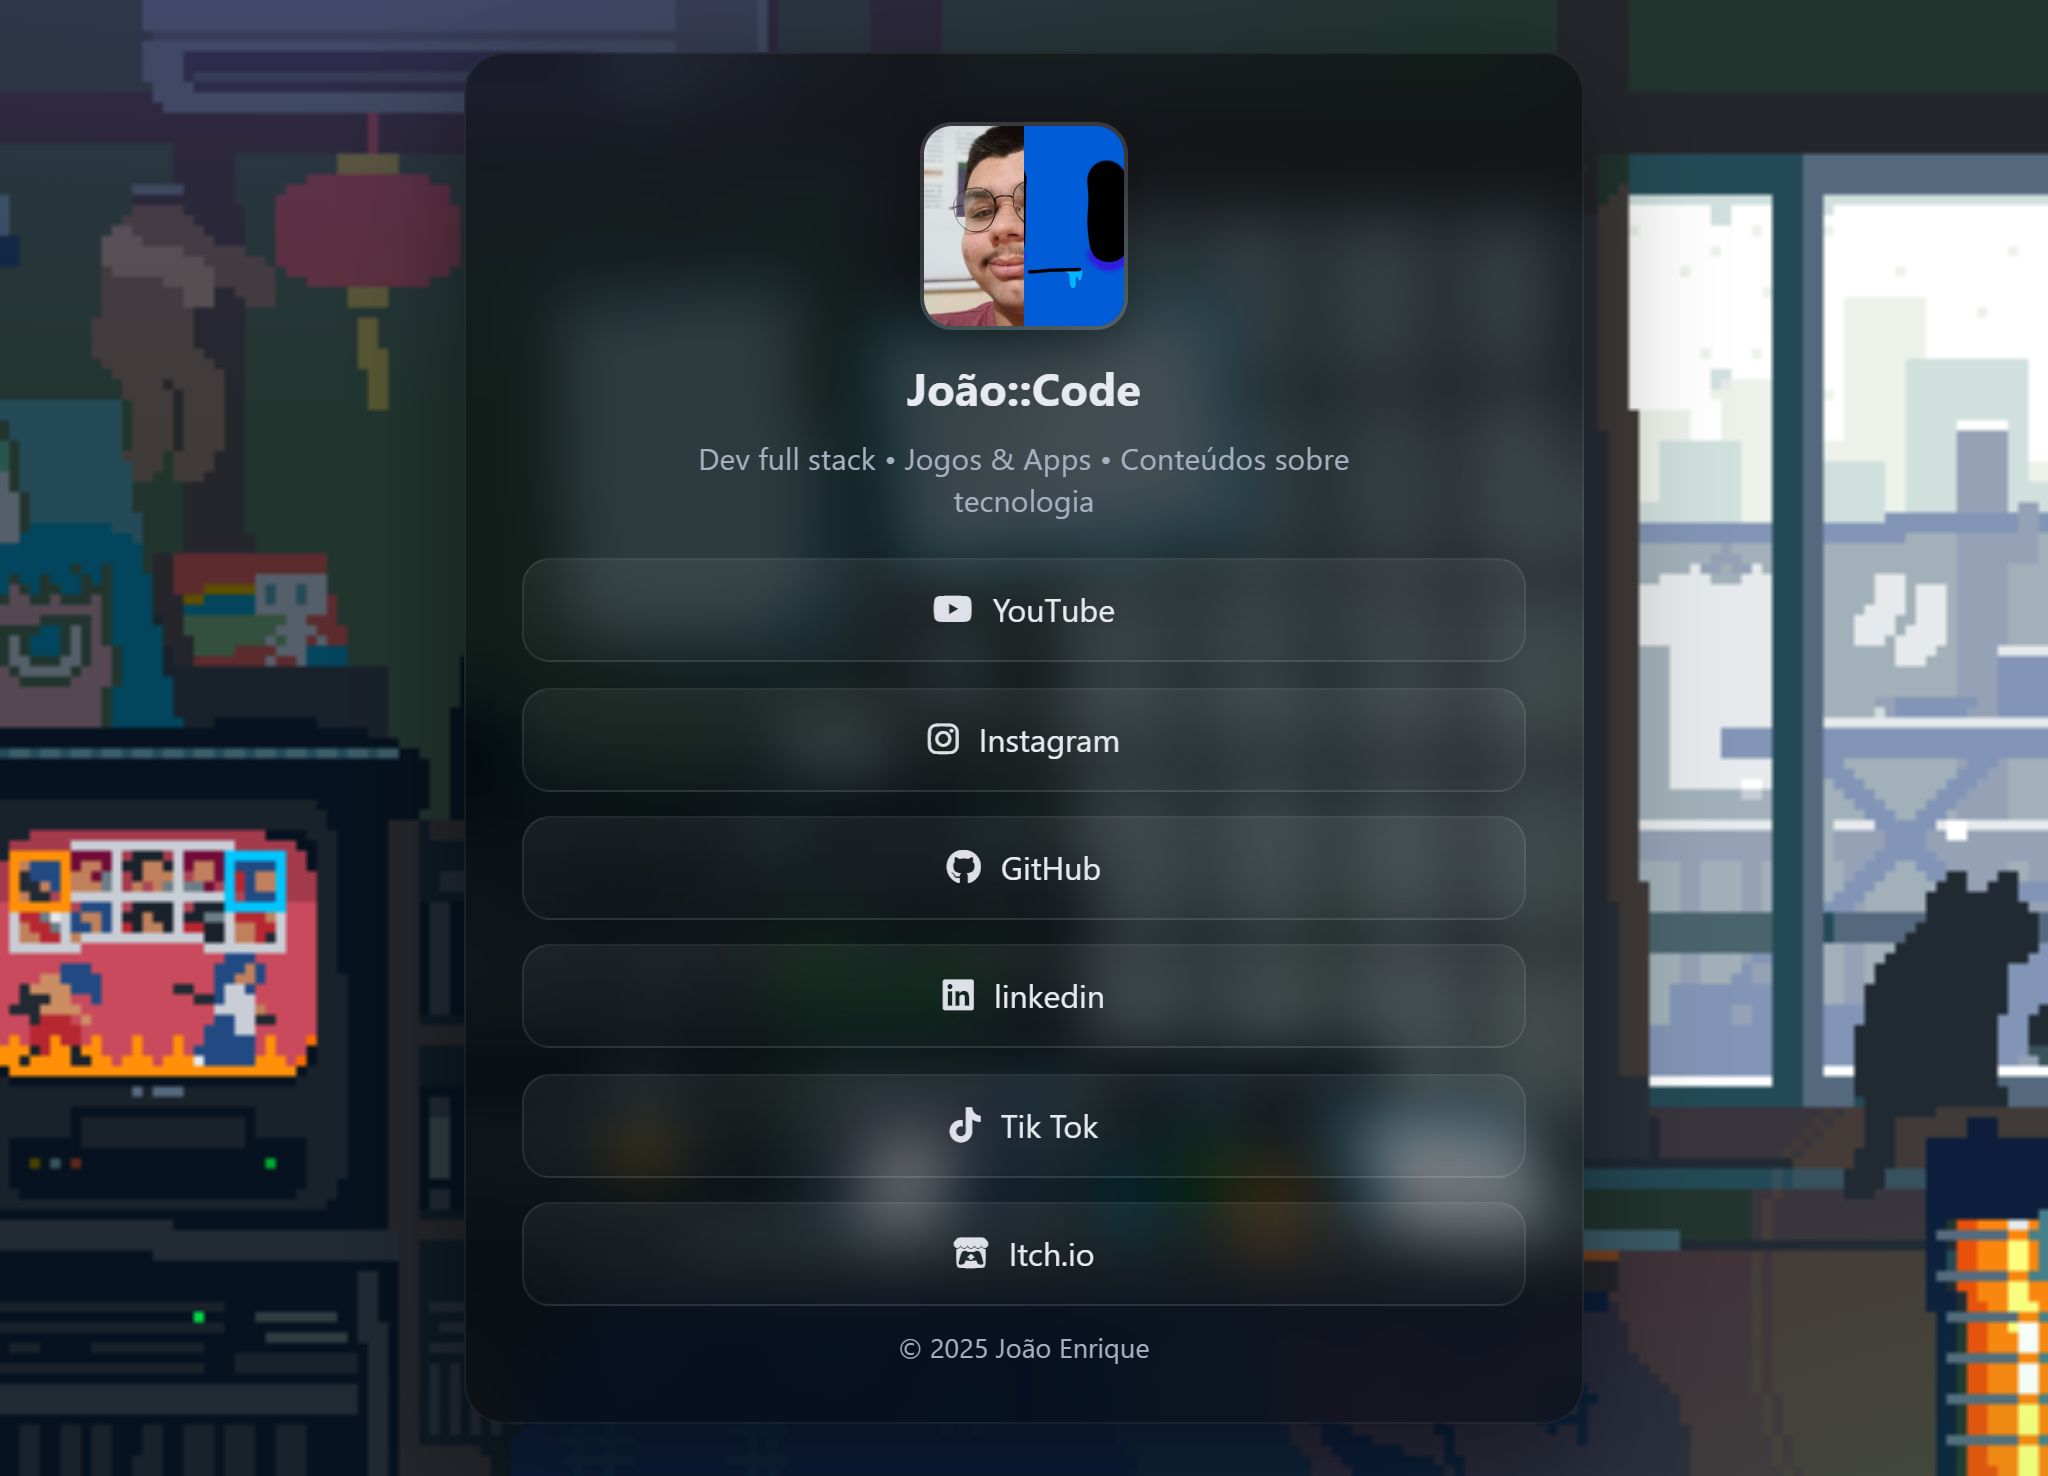 João::Code
Dev full stack • Jogos & Apps • Conteúdos sobre
tecnologia
YouTube
Instagram
GitHub
linkedin
Tik Tok
Itch.io
© 2025 João Enrique